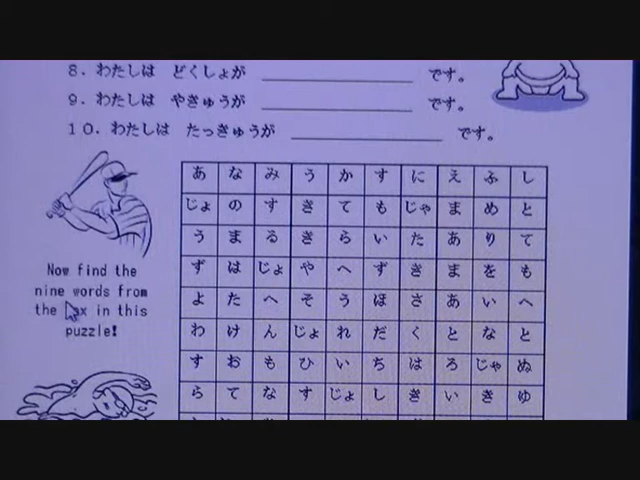 8．わたしは　どくしょが　＿＿＿＿＿＿＿＿　です。
9．わたしは　やきゅうが　＿＿＿＿＿＿＿＿　です。
10．わたしは　たっきゅうが　＿＿＿＿＿＿＿＿　です。
あ な み う か す に え ふ し
じょ の す き て も じゃ ま め と
う ま る き ら い た あ り て
ず は じょ や へ ず き ま を も
よ た へ そ う ほ さ あ い へ
わ け ん じょ れ だ く と な と
す お も ひ い ち は ろ じゃ ぬ
ら て な す じょ し き い き ゆ
Now find the
nine words from
the box in this
puzzle!